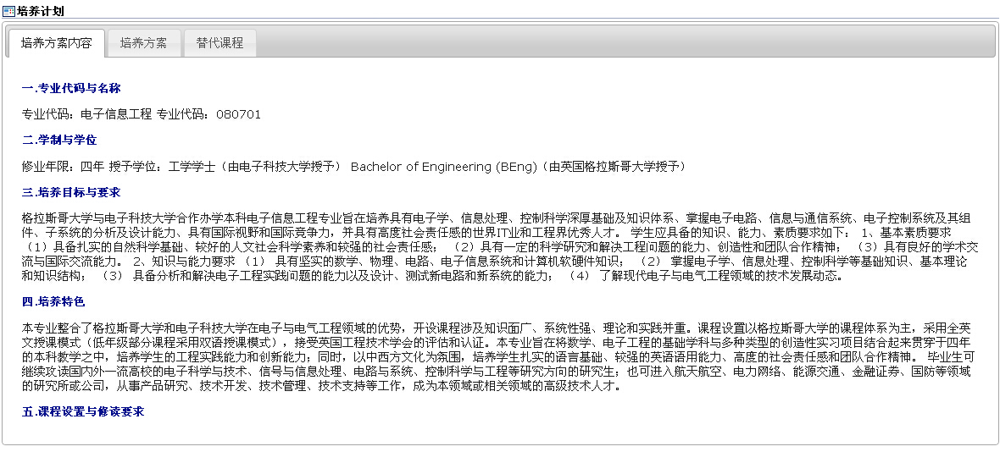 培养计划
培养方案内容 培养方案 替代课程
一.专业代码与名称
专业代码：电子信息工程 专业代码：080701
二.学制与学位
修业年限：四年 授予学位：工学学士（由电子科技大学授予） Bachelor of Engineering (BEng)（由英国格拉斯哥大学授予）
三.培养目标与要求
格拉斯哥大学与电子科技大学合作办学本科电子信息工程专业旨在培养具有电子学、信息处理、控制科学深厚基础及知识体系、掌握电子电路、信息与通信系统、电子控制系统及其组
件、子系统的分析及设计能力、具有国际视野和国际竞争力，并具有高度社会责任感的世界IT业和工程界优秀人才。 学生应具备的知识、能力、素质要求如下： 1、基本素质要求
（1）具备扎实的自然科学基础、较好的人文社会科学素养和较强的社会责任感； （2）具有一定的科学研究和解决工程问题的能力、创造性和团队合作精神； （3）具有良好的学术交
流与国际交流能力。 2、知识与能力要求 （1） 具有坚实的数学、物理、电路、电子信息系统和计算机软硬件知识； （2） 掌握电子学、信息处理、控制科学等基础知识、基本理论
和知识结构； （3） 具备分析和解决电子工程实践问题的能力以及设计、测试新电路和新系统的能力； （4） 了解现代电子与电气工程领域的技术发展动态。
四.培养特色
本专业整合了格拉斯哥大学和电子科技大学在电子与电气工程领域的优势，开设课程涉及知识面广、系统性强、理论和实践并重。课程设置以格拉斯哥大学的课程体系为主，采用全英
文授课模式（低年级部分课程采用双语授课模式），接受英国工程技术学会的评估和认证。本专业旨在将数学、电子工程的基础学科与多种类型的创造性实习项目结合起来贯穿于四年
的本科教学之中，培养学生的工程实践能力和创新能力；同时，以中西方文化为氛围，培养学生扎实的语言基础、较强的英语语用能力、高度的社会责任感和团队合作精神。 毕业生可
继续攻读国内外一流高校的电子科学与技术、信号与信息处理、电路与系统、控制科学与工程等研究方向的研究生；也可进入航天航空、电力网络、能源交通、金融证券、国防等领域
的研究所或公司，从事产品研究、技术开发、技术管理、技术支持等工作，成为本领域或相关领域的高级技术人才。
五.课程设置与修读要求